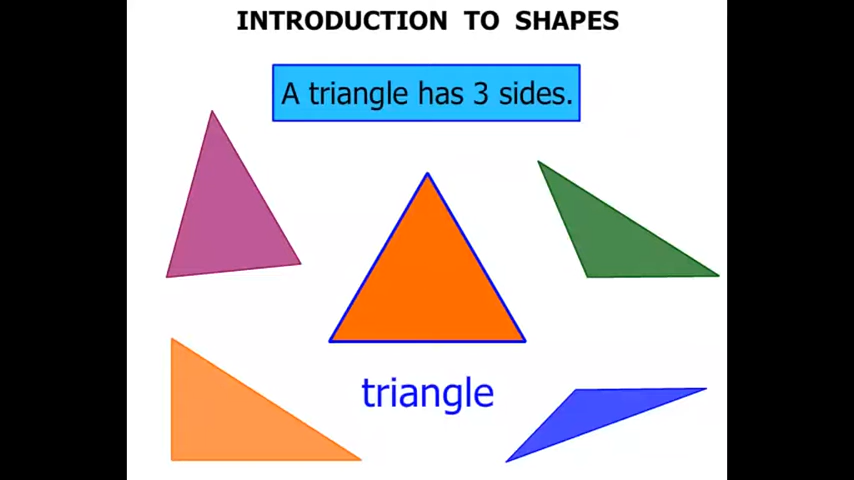 INTRODUCTION TO SHAPES
A triangle has 3 sides.
triangle